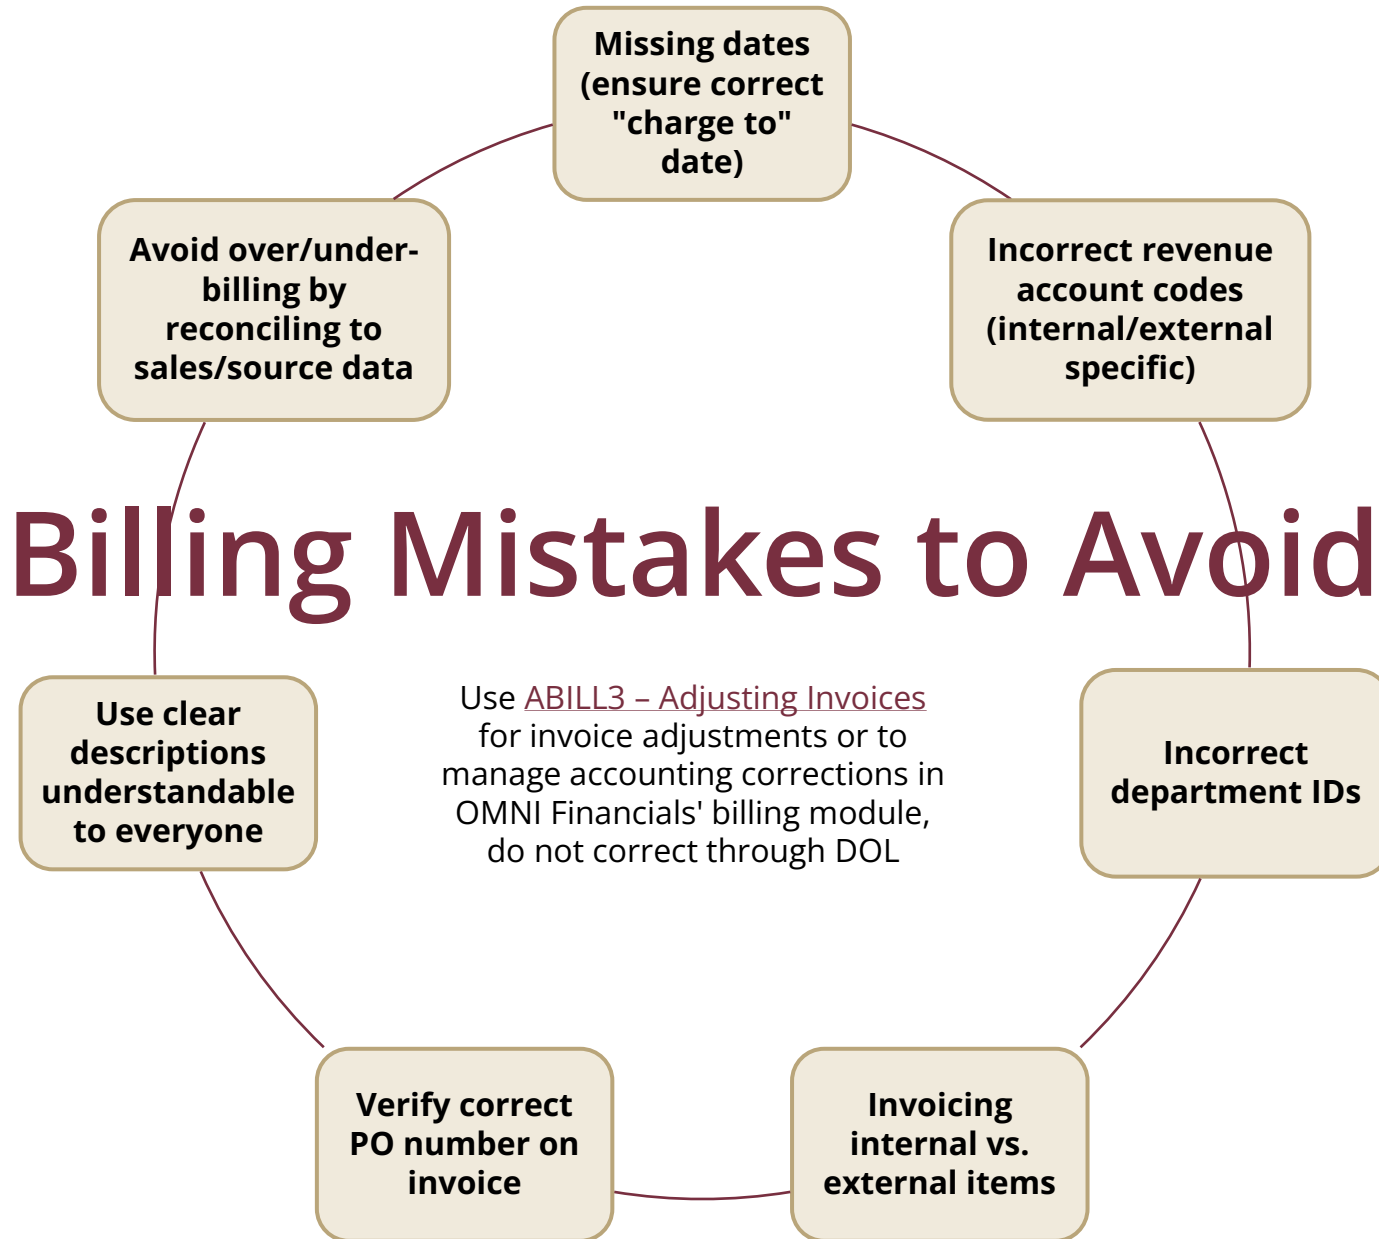 Missing dates
(ensure correct
"charge to"
date)
Avoid over/under-
billing by
reconciling to
sales/source data
Incorrect revenue
account codes
(internal/external
specific)
Billing Mistakes to Avoid
Use clear
descriptions
understandable
to everyone
Use ABILL3 – Adjusting Invoices
for invoice adjustments or to
manage accounting corrections in
OMNI Financials' billing module,
do not correct through DOL
Incorrect
department IDs
Verify correct
PO number on
invoice
Invoicing
internal vs.
external items